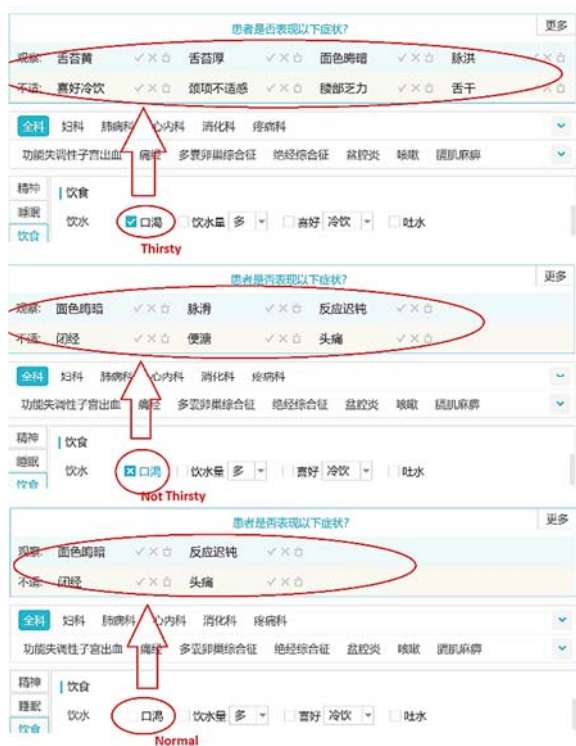 患者是否表现以下症状? 更多
观察: 舌苔黄 舌苔厚 面色晦暗 脉洪
不适: 喜好冷饮 颈项不适感 腰部乏力 舌干
全科 妇科 肺病科 心内科 消化科 疼病科
功能失调性子宫出血 痛经 多囊卵巢综合征 绝经综合征 盆腔炎 咳嗽
精神 饮食
睡眠 饮水 口渴 饮水量 多 喜好 冷饮 吐水
饮食
Thirsty
患者是否表现以下症状? 更多
观察: 面色晦暗 脉滑 反应迟钝
不适: 闭经 便溏 头痛
全科 妇科 肺病科 心内科 消化科 疼病科
功能失调性子宫出血 痛经 多囊卵巢综合征 绝经综合征 盆腔炎 咳嗽
精神 饮食
睡眠 饮水 口渴 饮水量 多 喜好 冷饮 吐水
饮食
Not Thirsty
患者是否表现以下症状? 更多
观察: 面色晦暗 反应迟钝
不适: 闭经 头痛
全科 妇科 肺病科 心内科 消化科 疼病科
功能失调性子宫出血 痛经 多囊卵巢综合征 绝经综合征 盆腔炎 咳嗽
精神 饮食
睡眠 饮水 口渴 饮水量 多 喜好 冷饮 吐水
饮食
Normal